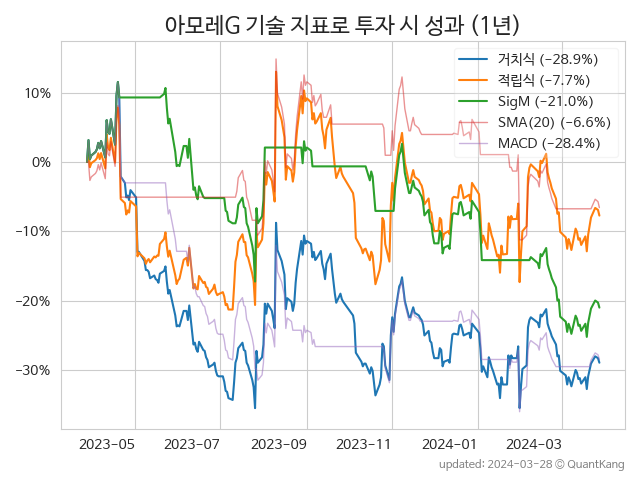 아모레G 기술 지표로 투자 시 성과 (1년)
거치식 (−28.9%)
적립식 (−7.7%)
SigM (−21.0%)
SMA(20) (−6.6%)
MACD (−28.4%)
10%
0%
−10%
−20%
−30%
2023-05 2023-07 2023-09 2023-11 2024-01 2024-03
updated: 2024-03-28 © QuantKang